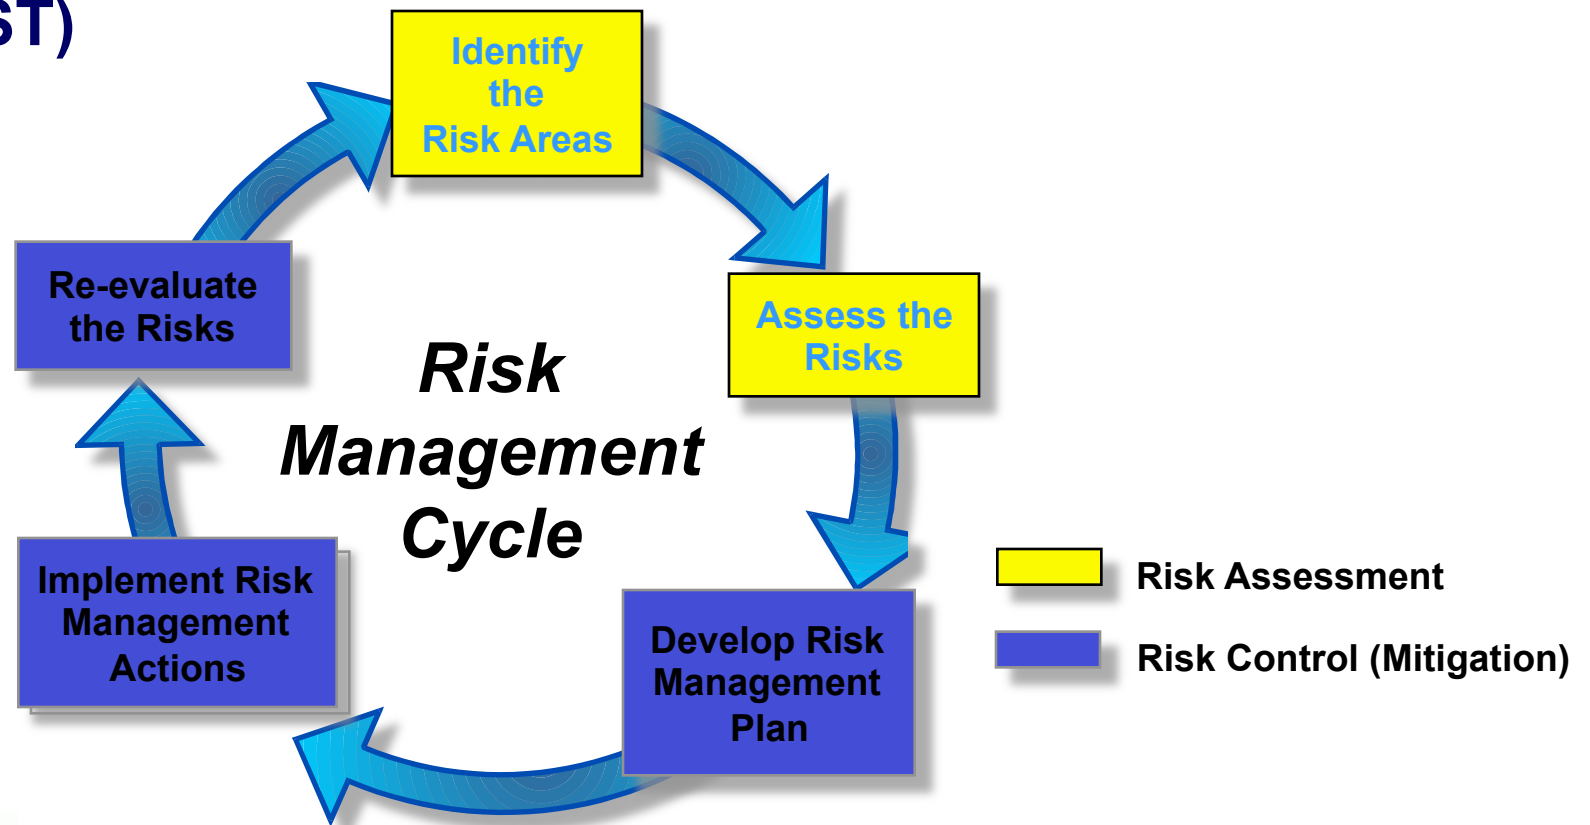 ST)
Identify
the
Risk Areas
Assess the
Risks
Re-evaluate
the Risks
Risk
Management
Cycle
Implement Risk
Management
Actions
Develop Risk
Management
Plan
Risk Assessment
Risk Control (Mitigation)